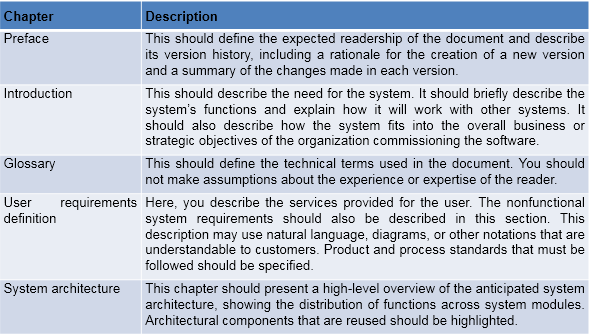 Chapter Description
Preface This should define the expected readership of the document and describe
its version history, including a rationale for the creation of a new version
and a summary of the changes made in each version.
Introduction This should describe the need for the system. It should briefly describe the
system's functions and explain how it will work with other systems. It
should also describe how the system fits into the overall business or
strategic objectives of the organization commissioning the software.
Glossary This should define the technical terms used in the document. You should
not make assumptions about the experience or expertise of the reader.
User requirements Here, you describe the services provided for the user. The nonfunctional
definition system requirements should also be described in this section. This
description may use natural language, diagrams, or other notations that are
understandable to customers. Product and process standards that must be
followed should be specified.
System architecture This chapter should present a high-level overview of the anticipated system
architecture, showing the distribution of functions across system modules.
Architectural components that are reused should be highlighted.